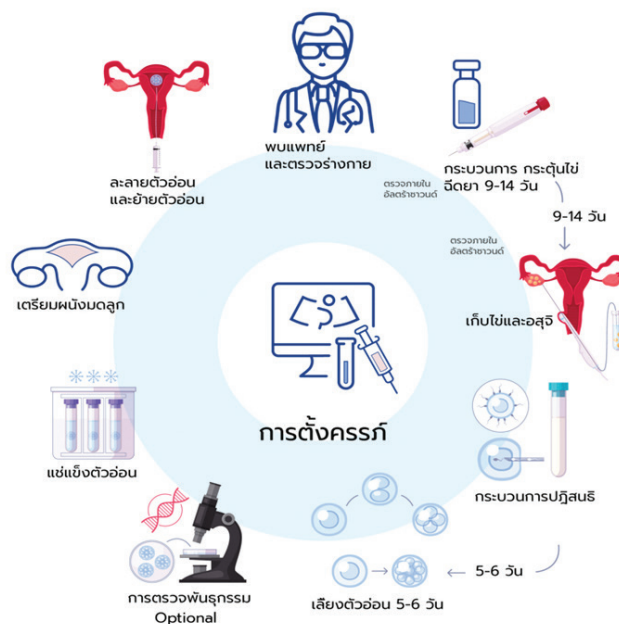 พบแพทย์
และตรวจร่างกาย
กระบวนการ กระตุ้นไข่
ฉีดยา 9-14 วัน
ตรวจภายใน
อัลตร้าซาวนด์
9-14 วัน
ตรวจภายใน
อัลตร้าซาวนด์
เก็บไข่และอสุจิ
กระบวนการปฏิสนธิ
5-6 วัน
เลี้ยงตัวอ่อน 5-6 วัน
การตรวจพันธุกรรม
Optional
แช่แข็งตัวอ่อน
เตรียมผนังมดลูก
ละลายตัวอ่อน
และย้ายตัวอ่อน
การตั้งครรภ์